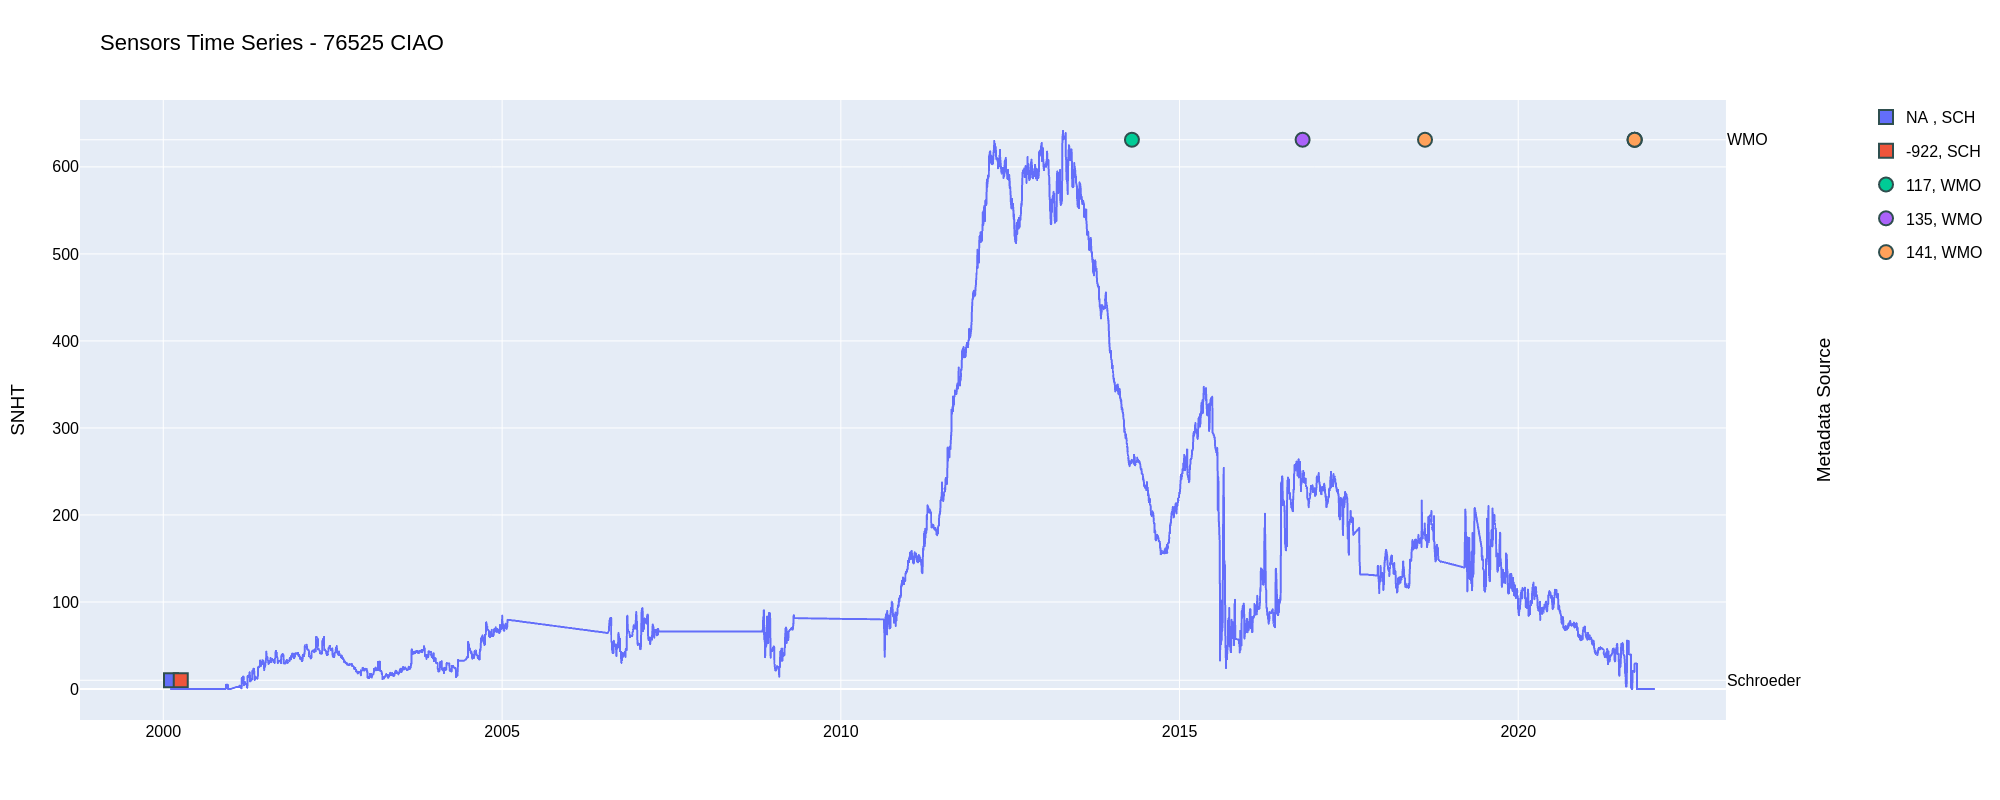 Sensors Time Series - 76525 CIAO
SNHT
600
500
400
300
200
100
0
2000
2005
2010
2015
2020
WMO
Schroeder
Metadata Source
NA , SCH
-922, SCH
117, WMO
135, WMO
141, WMO